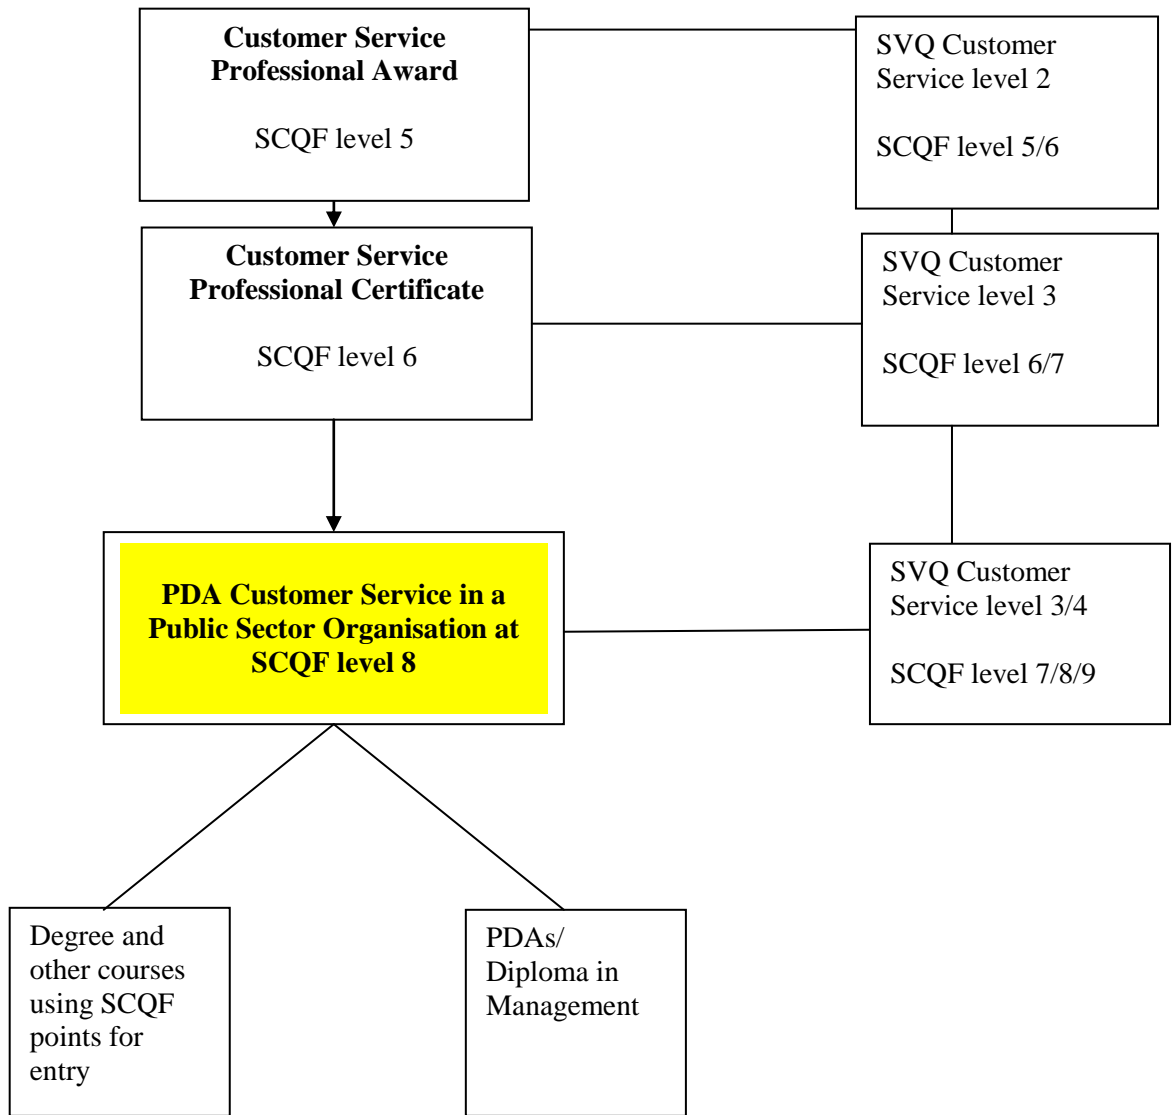 Customer Service
Professional Award
SCQF level 5
SVQ Customer
Service level 2
SCQF level 5/6
Customer Service
Professional Certificate
SCQF level 6
SVQ Customer
Service level 3
SCQF level 6/7
PDA Customer Service in a
Public Sector Organisation at
SCQF level 8
SVQ Customer
Service level 3/4
SCQF level 7/8/9
Degree and
other courses
using SCQF
points for
entry
PDAs/
Diploma in
Management